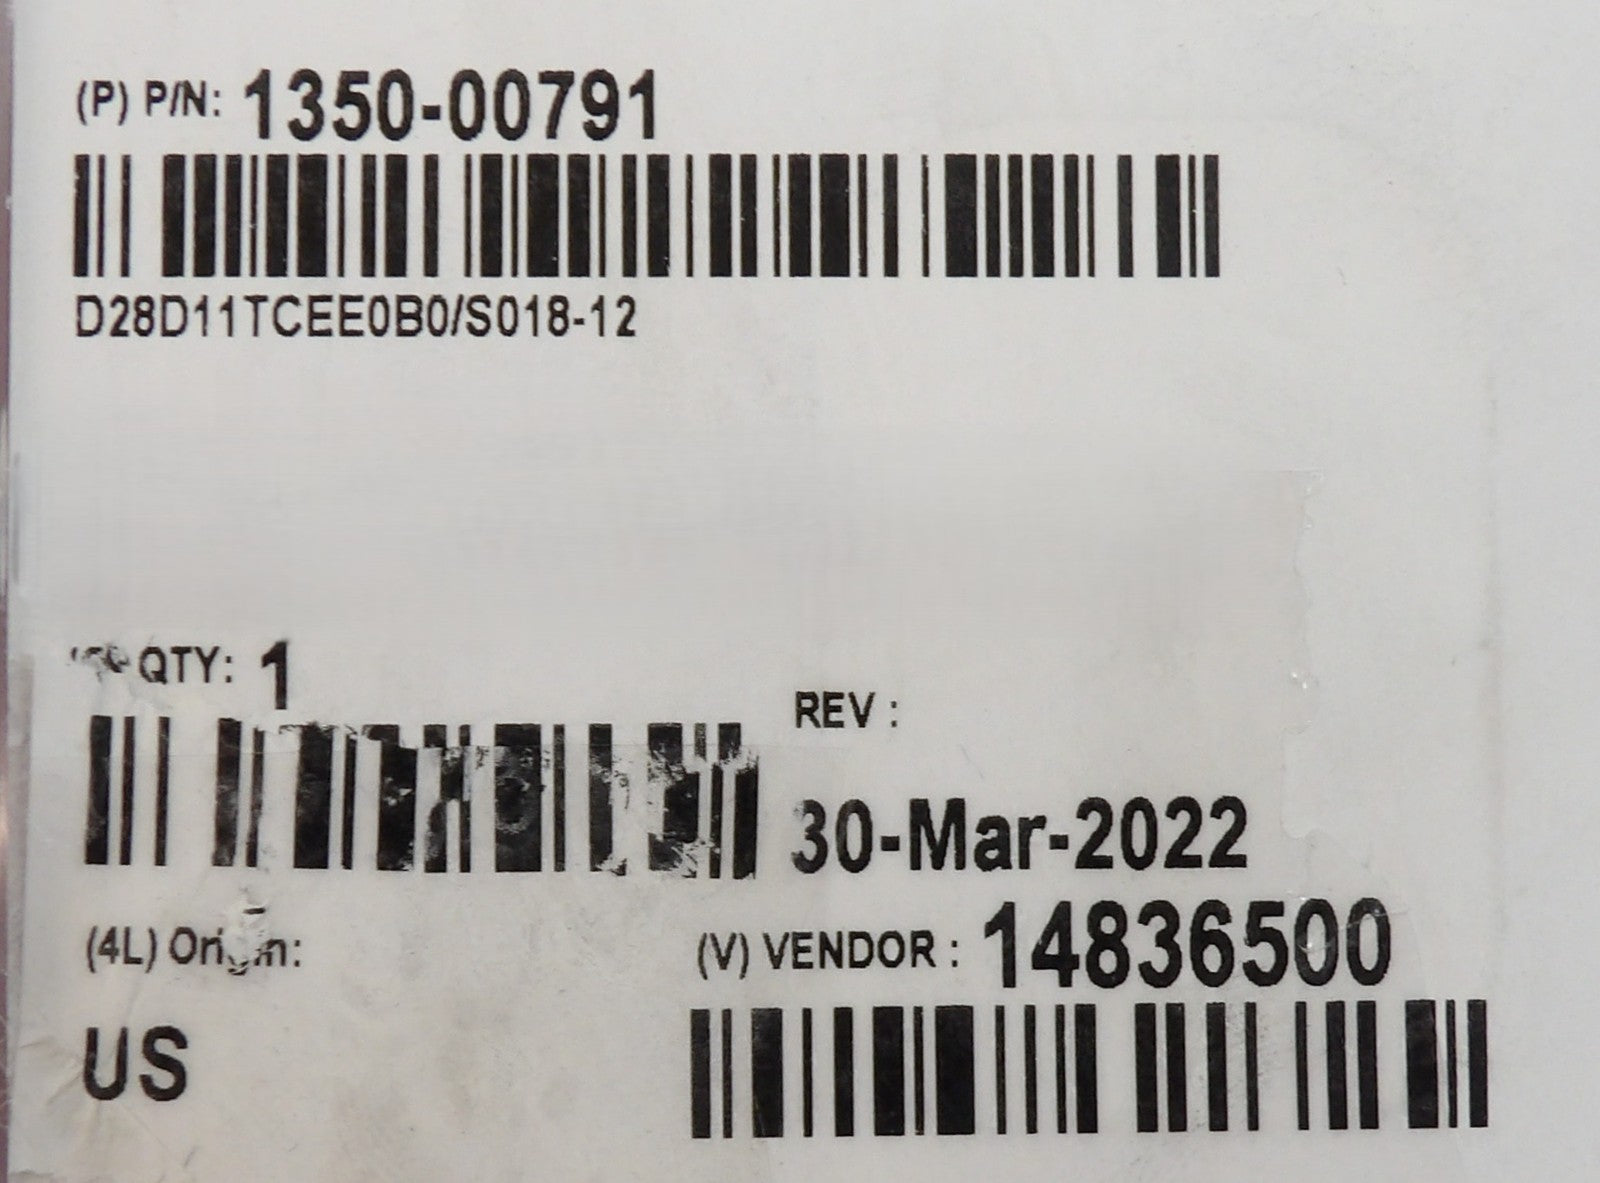 (P) P/N: 1350-00791
D28D11TCEE0B0/S018-12
QTY: 1
REV :
30-Mar-2022
(4L) Origin:
(V) VENDOR : 14836500
US